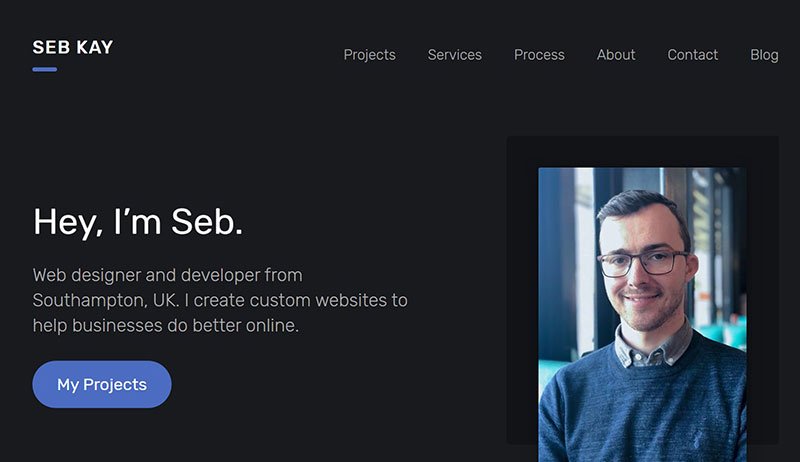 SEB KAY
Projects Services Process About Contact Blog
Hey, I’m Seb.
Web designer and developer from
Southampton, UK. I create custom websites to
help businesses do better online.
My Projects